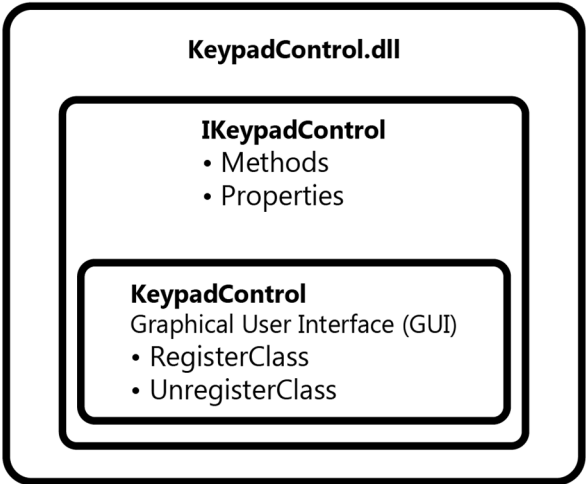 KeypadControl.dll
IKeypadControl
• Methods
• Properties
KeypadControl
Graphical User Interface (GUI)
• RegisterClass
• UnregisterClass